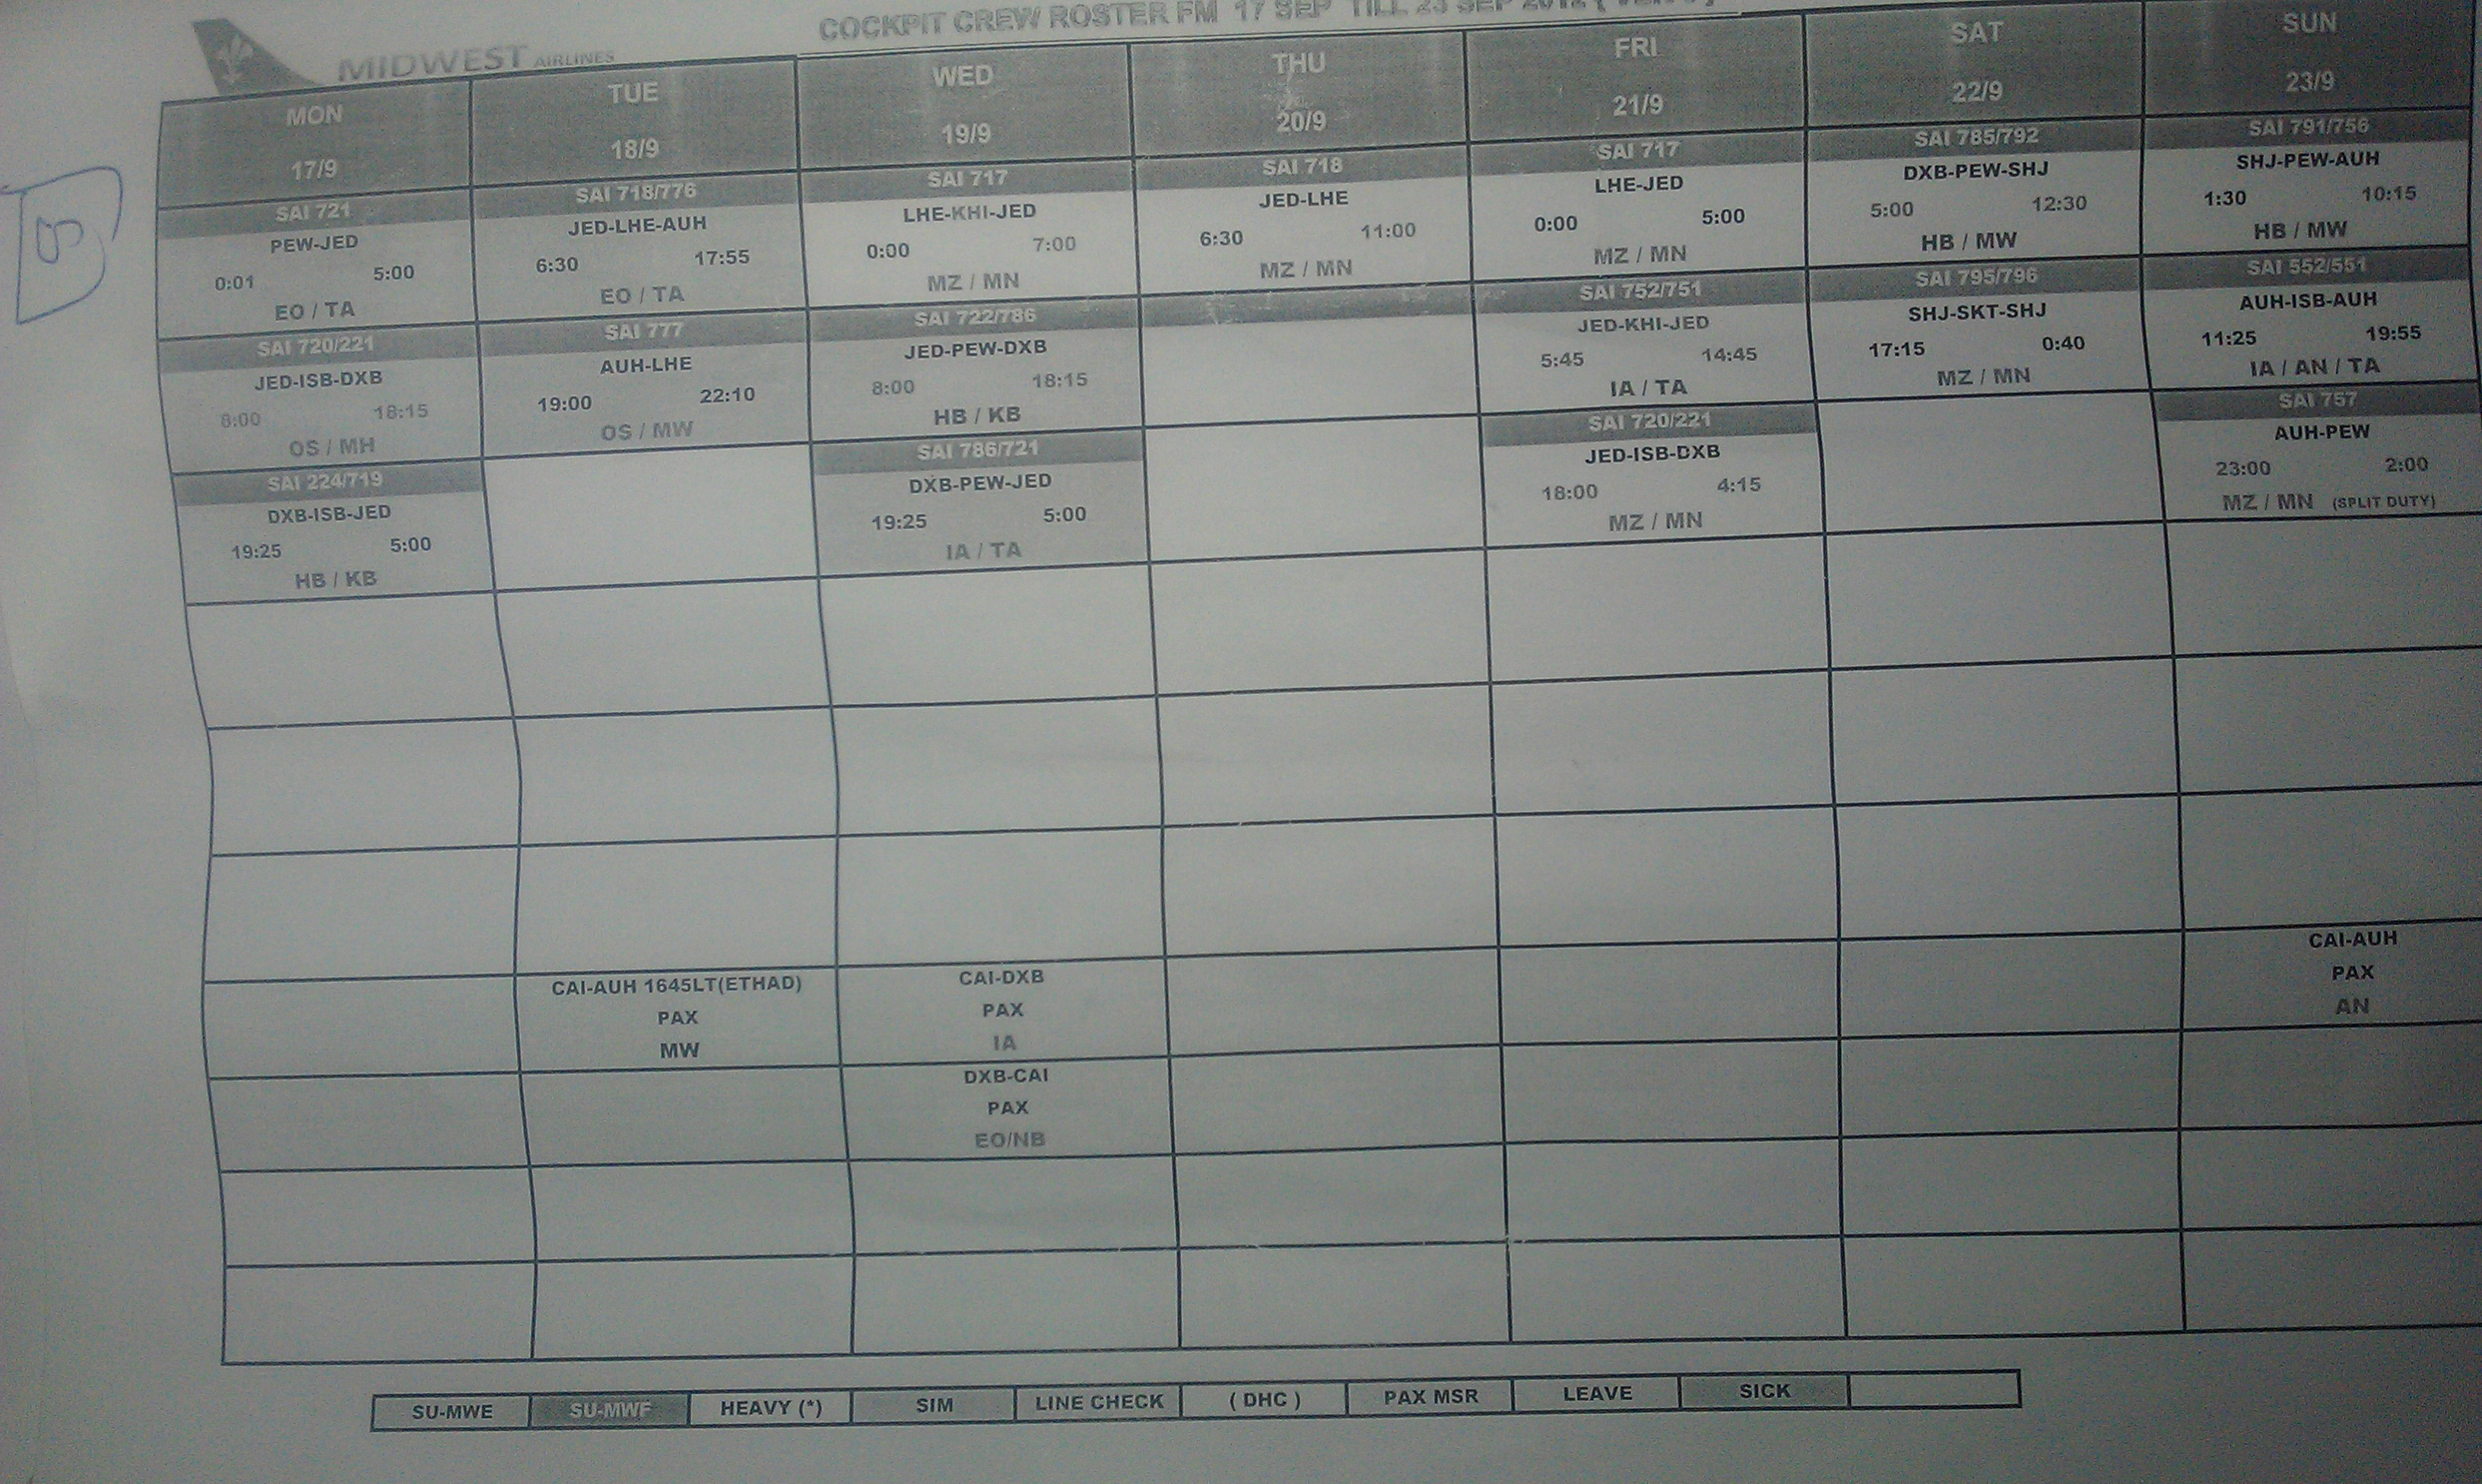 MIDWEST AIRLINES
COCKPIT CREW ROSTER FM 17 SEP TILL 23 SEP 2012
MON TUE WED THU FRI SAT SUN
17/9 18/9 19/9 20/9 21/9 22/9 23/9
SAI 721
PEW-JED
0:01 5:00
EO / TA
SAI 720/221
JED-ISB-DXB
8:00 18:15
OS / MH
SAI 224/719
DXB-ISB-JED
19:25 5:00
HB / KB
SAI 718/776
JED-LHE-AUH
6:30 17:55
EO / TA
SAI 777
AUH-LHE
19:00 22:10
OS / MW
CAI-AUH 1645LT(ETHAD)
PAX
MW
SAI 717
LHE-KHI-JED
0:00 7:00
MZ / MN
SAI 722/786
JED-PEW-DXB
8:00 18:15
HB / KB
SAI 786/721
DXB-PEW-JED
19:25 5:00
IA / TA
CAI-DXB
PAX
IA
DXB-CAI
PAX
EO/NB
SAI 718
JED-LHE
6:30 11:00
MZ / MN
SAI 717
LHE-JED
0:00 5:00
MZ / MN
SAI 752/751
JED-KHI-JED
5:45 14:45
IA / TA
SAI 720/221
JED-ISB-DXB
18:00 4:15
MZ / MN
SAI 785/792
DXB-PEW-SHJ
5:00 12:30
HB / MW
SAI 795/796
SHJ-SKT-SHJ
17:15 0:40
MZ / MN
SAI 791/756
SHJ-PEW-AUH
1:30 10:15
HB / MW
SAI 552/551
AUH-ISB-AUH
11:25 19:55
IA / AN / TA
SAI 757
AUH-PEW
23:00 2:00
MZ / MN (SPLIT DUTY)
CAI-AUH
PAX
AN
SU-MWE SU-MWF HEAVY (*) SIM LINE CHECK ( DHC ) PAX MSR LEAVE SICK